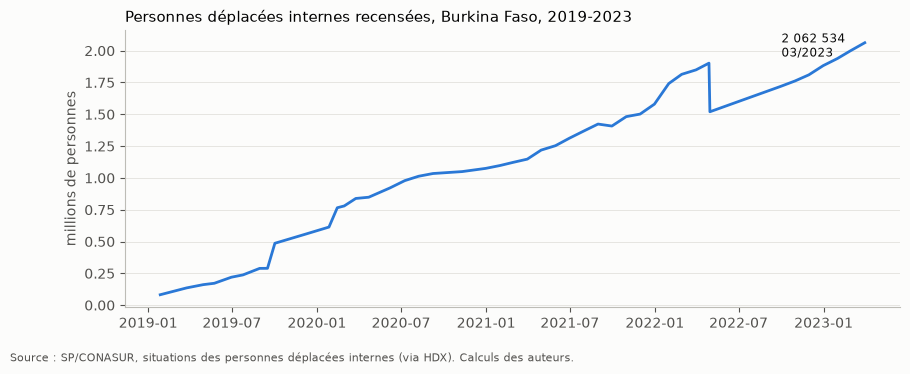 Personnes déplacées internes recensées, Burkina Faso, 2019-2023
millions de personnes
2.00
1.75
1.50
1.25
1.00
0.75
0.50
0.25
0.00
2 062 534
03/2023
2019-01 2019-07 2020-01 2020-07 2021-01 2021-07 2022-01 2022-07 2023-01
Source : SP/CONASUR, situations des personnes déplacées internes (via HDX). Calculs des auteurs.